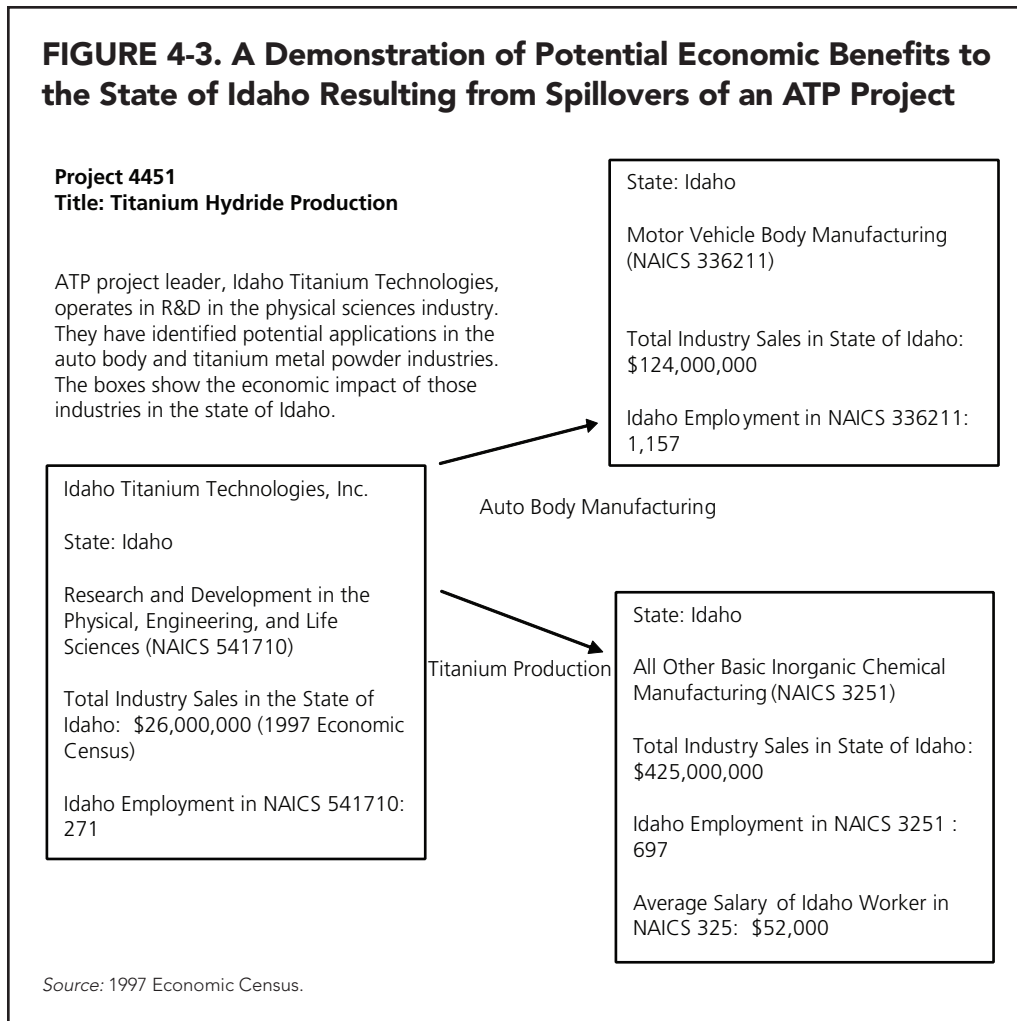 FIGURE 4-3. A Demonstration of Potential Economic Benefits to
the State of Idaho Resulting from Spillovers of an ATP Project
Project 4451
Title: Titanium Hydride Production
ATP project leader, Idaho Titanium Technologies,
operates in R&D in the physical sciences industry.
They have identified potential applications in the
auto body and titanium metal powder industries.
The boxes show the economic impact of those
industries in the state of Idaho.
State: Idaho
Motor Vehicle Body Manufacturing
(NAICS 336211)
Total Industry Sales in State of Idaho:
$124,000,000
Idaho Employment in NAICS 336211:
1,157
Idaho Titanium Technologies, Inc.
State: Idaho
Research and Development in the
Physical, Engineering, and Life
Sciences (NAICS 541710)
Total Industry Sales in the State of
Idaho: $26,000,000 (1997 Economic
Census)
Idaho Employment in NAICS 541710:
271
Auto Body Manufacturing
Titanium Production
State: Idaho
All Other Basic Inorganic Chemical
Manufacturing (NAICS 3251)
Total Industry Sales in State of Idaho:
$425,000,000
Idaho Employment in NAICS 3251 :
697
Average Salary of Idaho Worker in
NAICS 325: $52,000
Source: 1997 Economic Census.